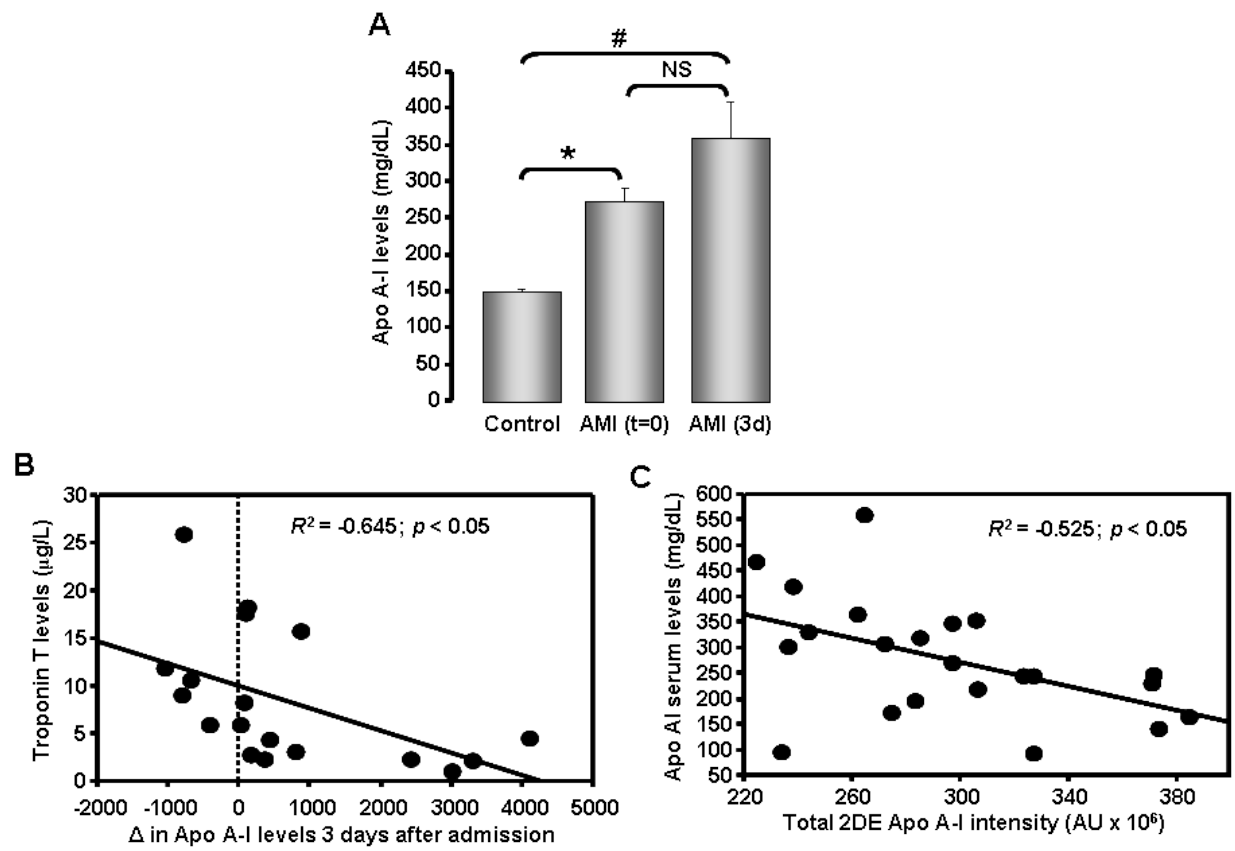 A
#
NS
*
Apo A-I levels (mg/dL)
450
400
350
300
250
200
150
100
50
0
Control AMI (t=0) AMI (3d)
B
R² = -0.645; p < 0.05
Troponin T levels (μg/L)
30
25
20
15
10
5
0
-2000 -1000 0 1000 2000 3000 4000 5000
Δ in Apo A-I levels 3 days after admission
C
R² = -0.525; p < 0.05
Apo AI serum levels (mg/dL)
600
550
500
450
400
350
300
250
200
150
100
50
220 260 300 340 380
Total 2DE Apo A-I intensity (AU x 10⁶)